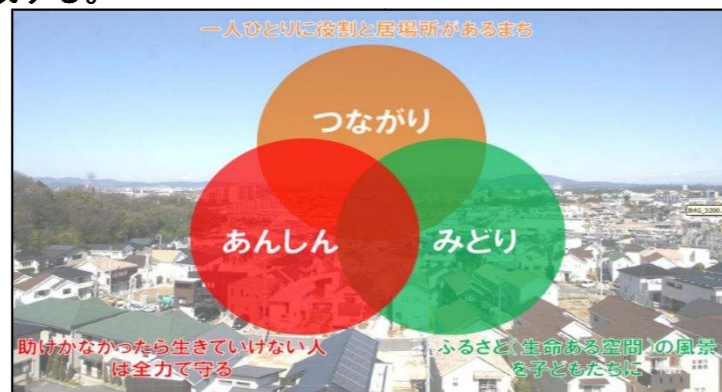 する。
一人ひとりに役割と居場所があるまち
つながり
あんしん
みどり
助けがなかったら生きていけない人
は全力で守る
ふるさと(生命ある空間)の風景
を子どもたちに